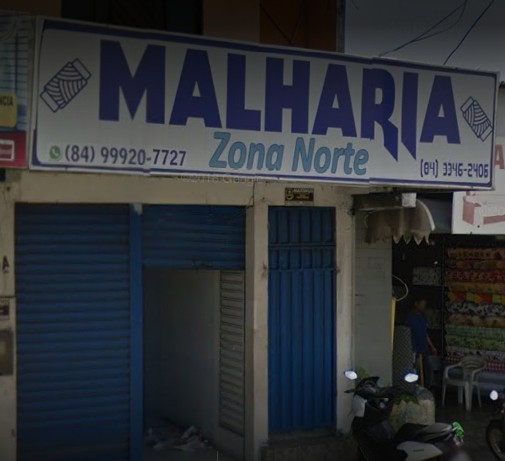 MALHARIA
Zona Norte
(84) 99920-7727
(84) 3346-2406